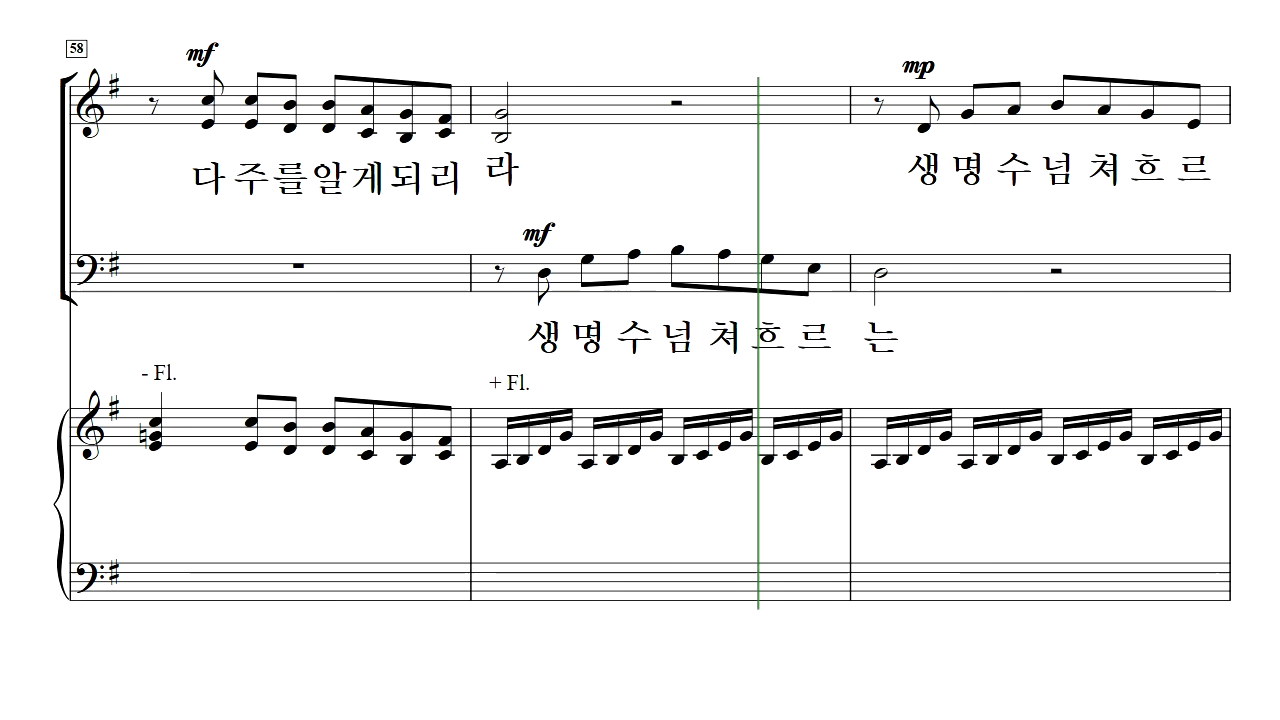 58
mf
mp
다 주 를 알 게 되 리 라
생 명 수 넘 쳐 흐 르
mf
생 명 수 넘 쳐 흐 르 는
- Fl.
+ Fl.